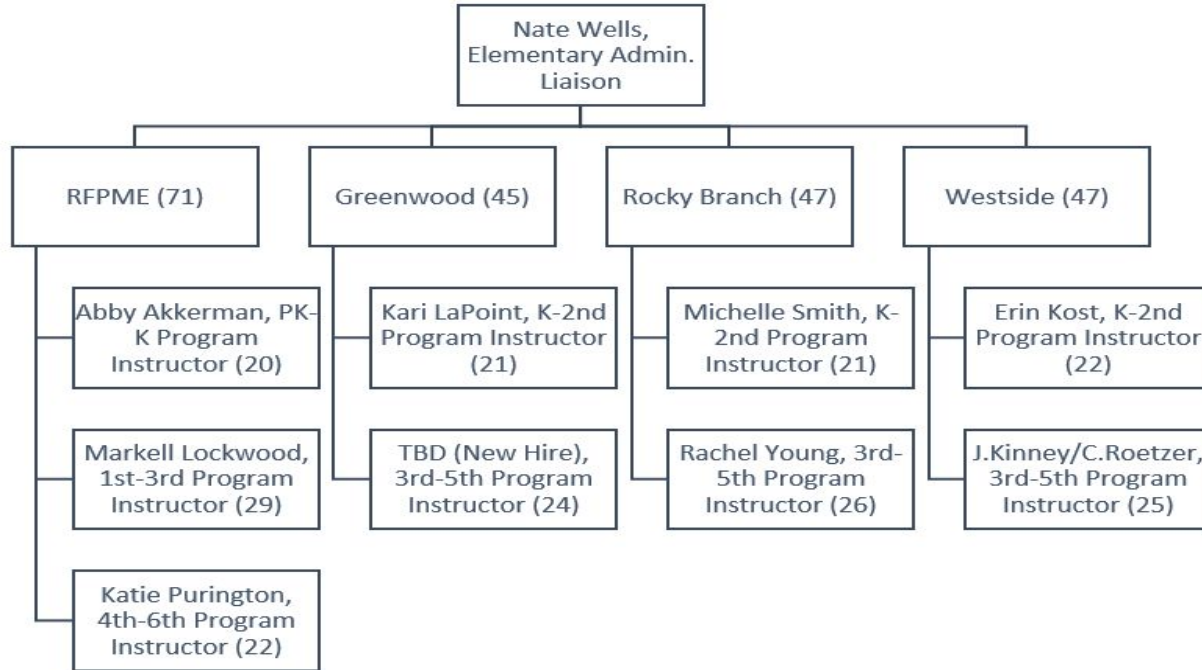 Nate Wells,
Elementary Admin.
Liaison
RFPME (71)
Greenwood (45)
Rocky Branch (47)
Westside (47)
Abby Akkerman, PK-
K Program
Instructor (20)
Kari LaPoint, K-2nd
Program Instructor
(21)
Michelle Smith, K-
2nd Program
Instructor (21)
Erin Kost, K-2nd
Program Instructor
(22)
Markell Lockwood,
1st-3rd Program
Instructor (29)
TBD (New Hire),
3rd-5th Program
Instructor (24)
Rachel Young, 3rd-
5th Program
Instructor (26)
J.Kinney/C.Roetzer,
3rd-5th Program
Instructor (25)
Katie Purington,
4th-6th Program
Instructor (22)